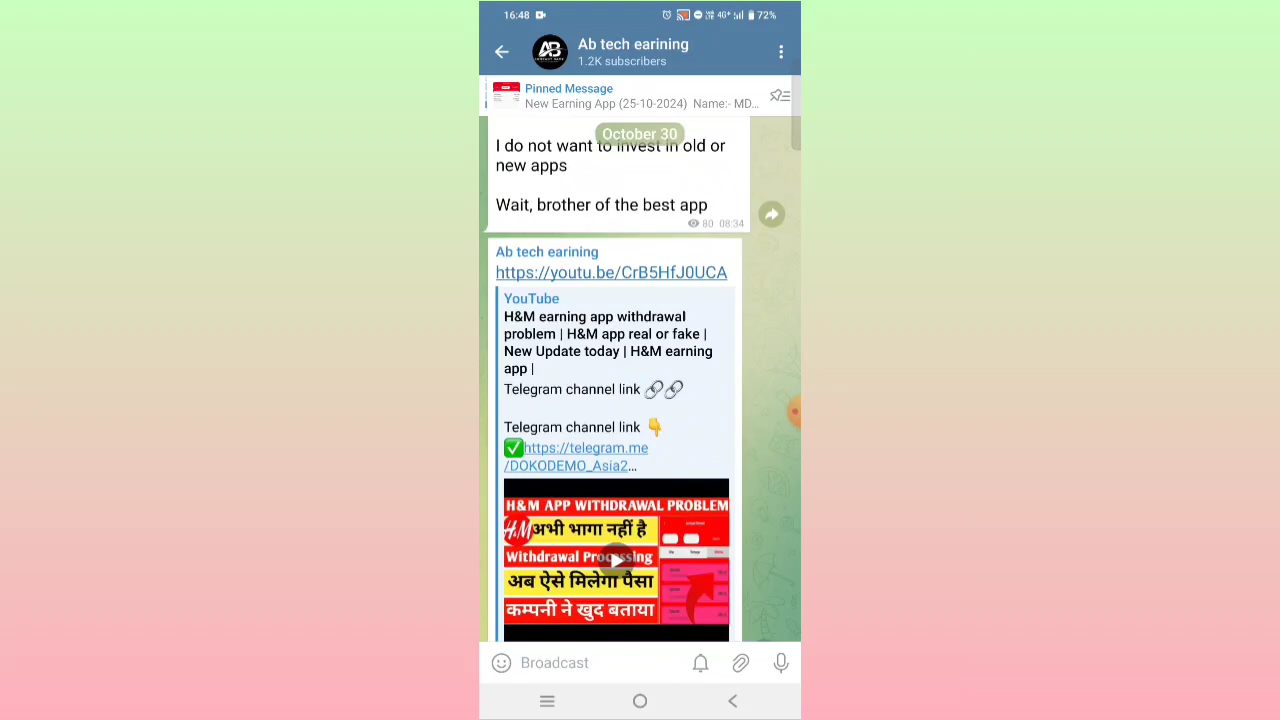 16:48 4G+ 72%
AB
Ab tech earining
1.2K subscribers
Pinned Message
New Earning App (25-10-2024) Name:- MD...
October 30
I do not want to invest in old or
new apps
Wait, brother of the best app
80 08:34
Ab tech earining
https://youtu.be/CrB5HfJ0UCA
YouTube
H&M earning app withdrawal
problem | H&M app real or fake |
New Update today | H&M earning
app |
Telegram channel link 🔗🔗
Telegram channel link 👇
✅https://telegram.me
/DOKODEMO_Asia2...
H&M APP WITHDRAWAL PROBLEM
H&M अभी भागा नहीं है
Withdrawal Processing
अब ऐसे मिलेगा पैसा
कम्पनी ने खुद बताया
Broadcast